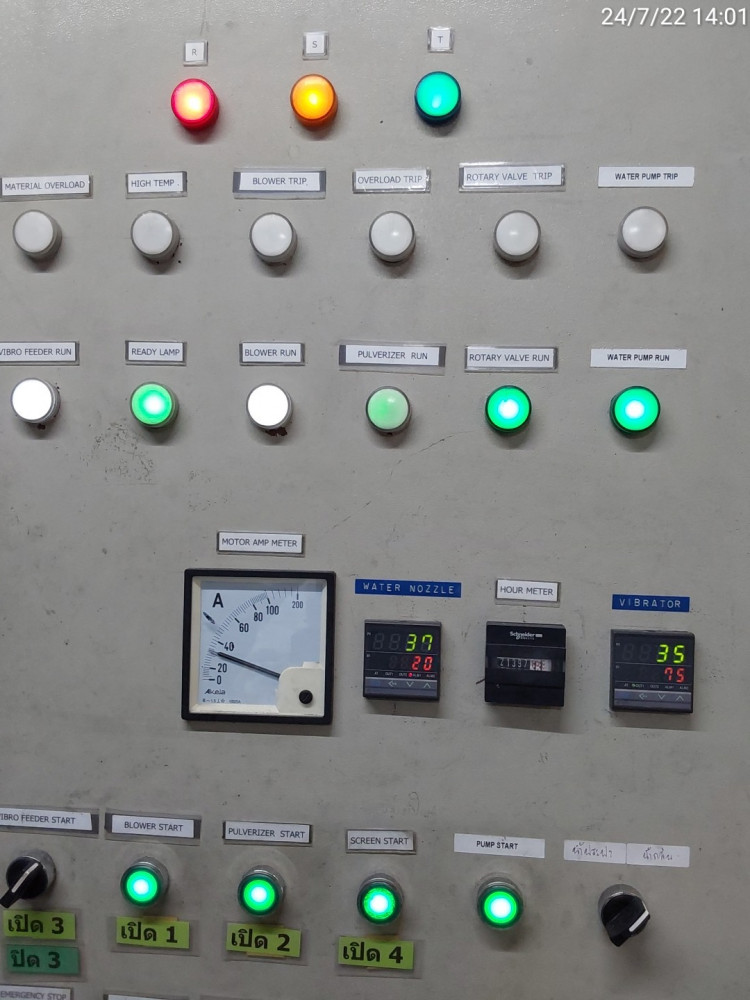 24/7/22 14:01
R
S
T
MATERIAL OVERLOAD
HIGH TEMP.
BLOWER TRIP
OVERLOAD TRIP
ROTARY VALVE TRIP
WATER PUMP TRIP
VIBRO FEEDER RUN
READY LAMP
BLOWER RUN
PULVERIZER RUN
ROTARY VALVE RUN
WATER PUMP RUN
MOTOR AMP METER
A
200
100
80
60
40
20
0
WATER NOZZLE
37
20
HOUR METER
Schneider
VIBRATOR
35
75
VIBRO FEEDER START
BLOWER START
PULVERIZER START
SCREEN START
PUMP START
เปิด 3
เปิด 1
เปิด 2
เปิด 4
ปิด 3
EMERGENCY STOP